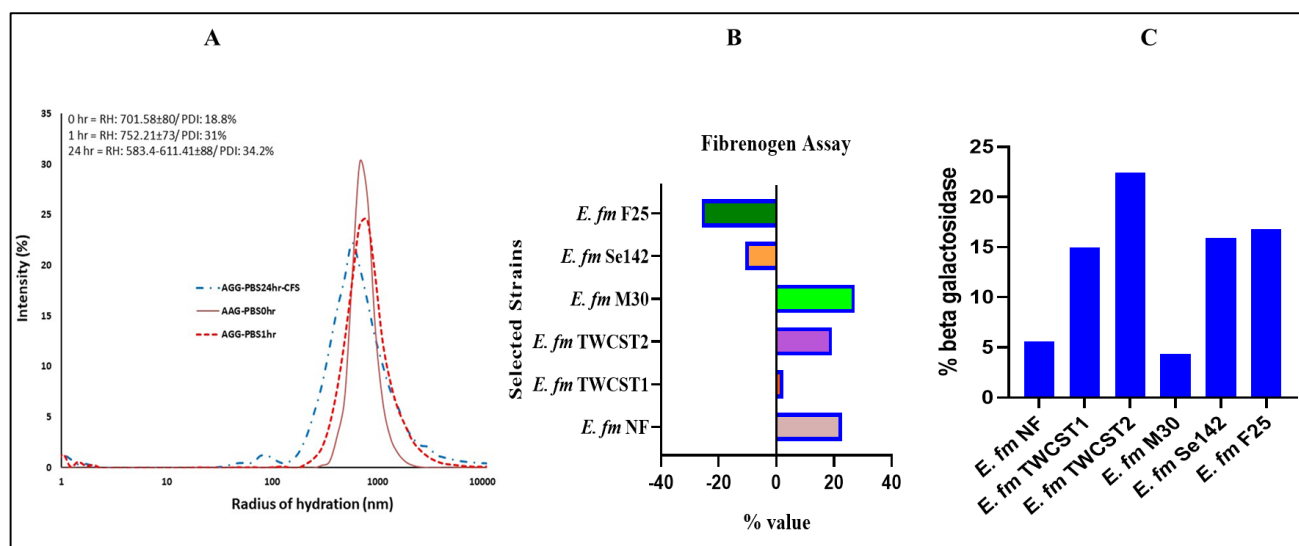 A
35
30
25
20
15
10
5
0
Intensity (%)
0 hr = RH: 701.58±80/ PDI: 18.8%
1 hr = RH: 752.21±73/ PDI: 31%
24 hr = RH: 583.4-611.41±88/ PDI: 34.2%
AGG-PBS24hr-CFS
AAG-PBS0hr
AGG-PBS1hr
1 10 100 1000 10000
Radius of hydration (nm)
B
Fibrenogen Assay
Selected Strains
E. fm F25
E. fm Se142
E. fm M30
E. fm TWCST2
E. fm TWCST1
E. fm NF
-40 -20 0 20 40
% value
C
% beta galactosidase
25
20
15
10
5
0
E. fm NF
E. fm TWCST1
E. fm TWCST2
E. fm M30
E. fm Se142
E. fm F25